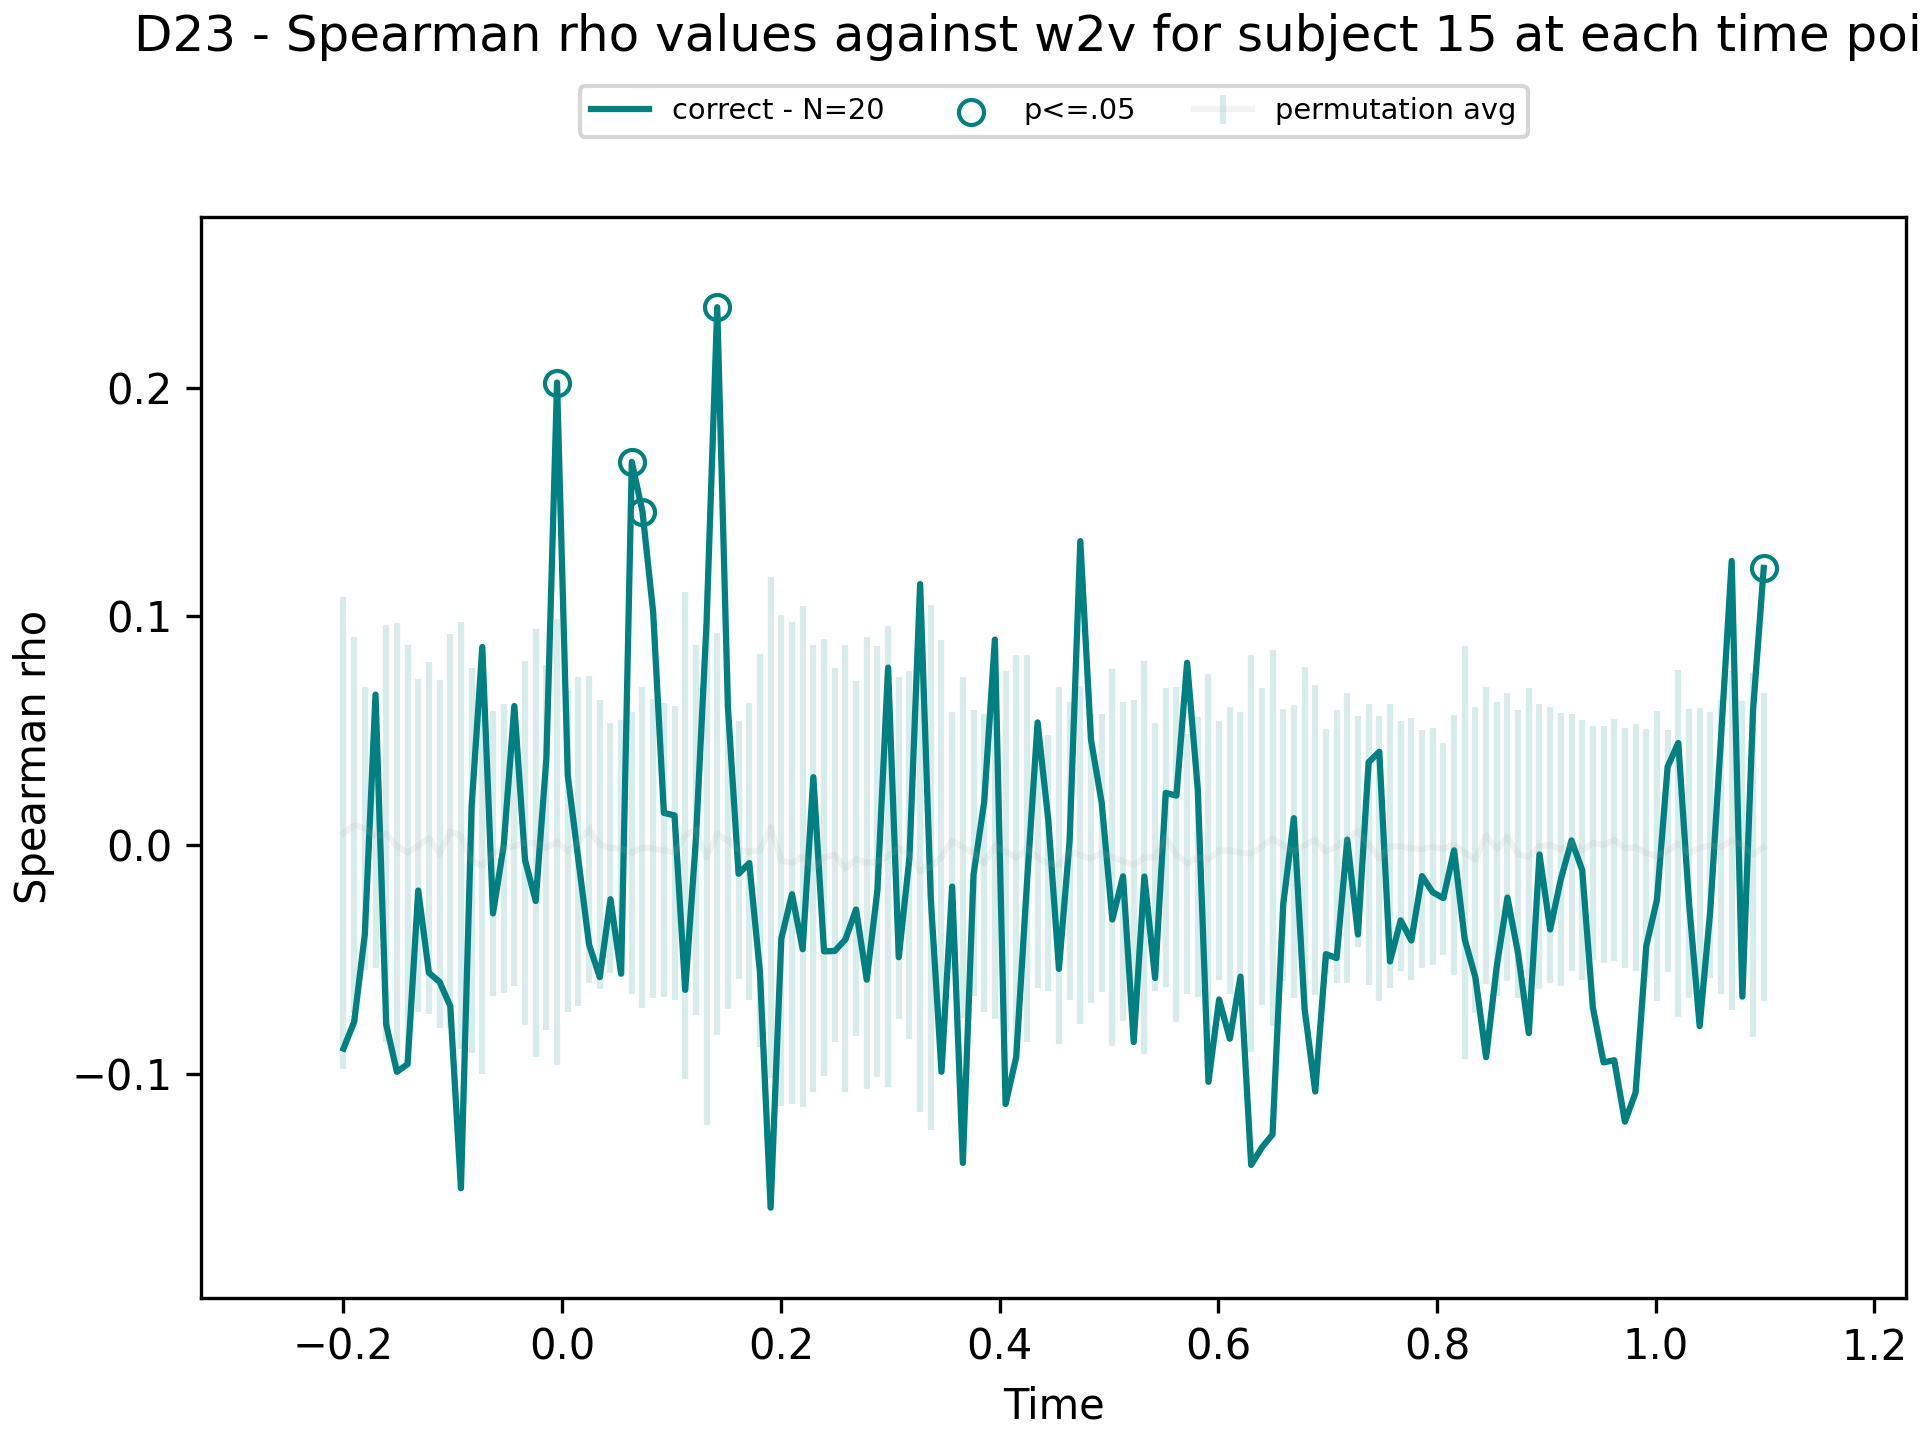 D23 - Spearman rho values against w2v for subject 15 at each time poi
correct - N=20 p<=.05 permutation avg
Spearman rho
0.2
0.1
0.0
−0.1
−0.2 0.0 0.2 0.4 0.6 0.8 1.0 1.2
Time